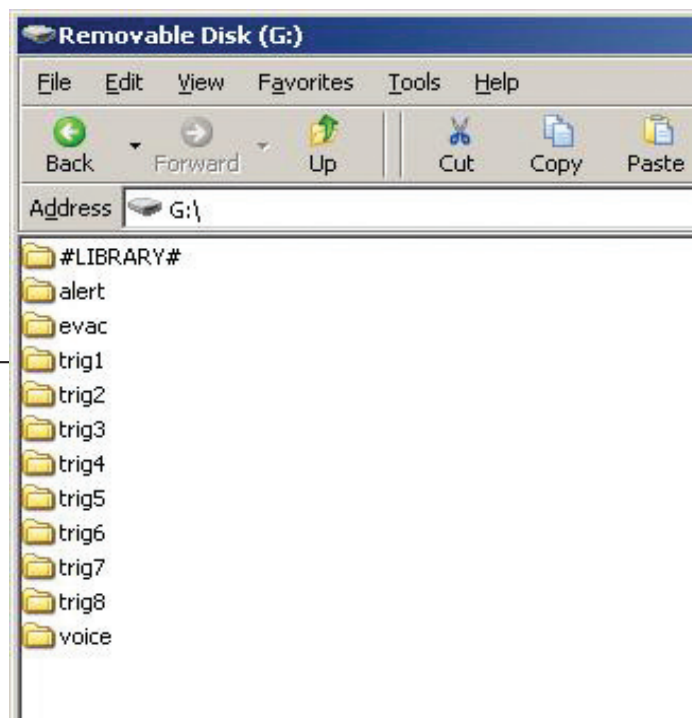 Removable Disk (G:)
File Edit View Favorites Tools Help
Back Forward Up Cut Copy Paste
Address G:\
#LIBRARY#
alert
evac
trig1
trig2
trig3
trig4
trig5
trig6
trig7
trig8
voice